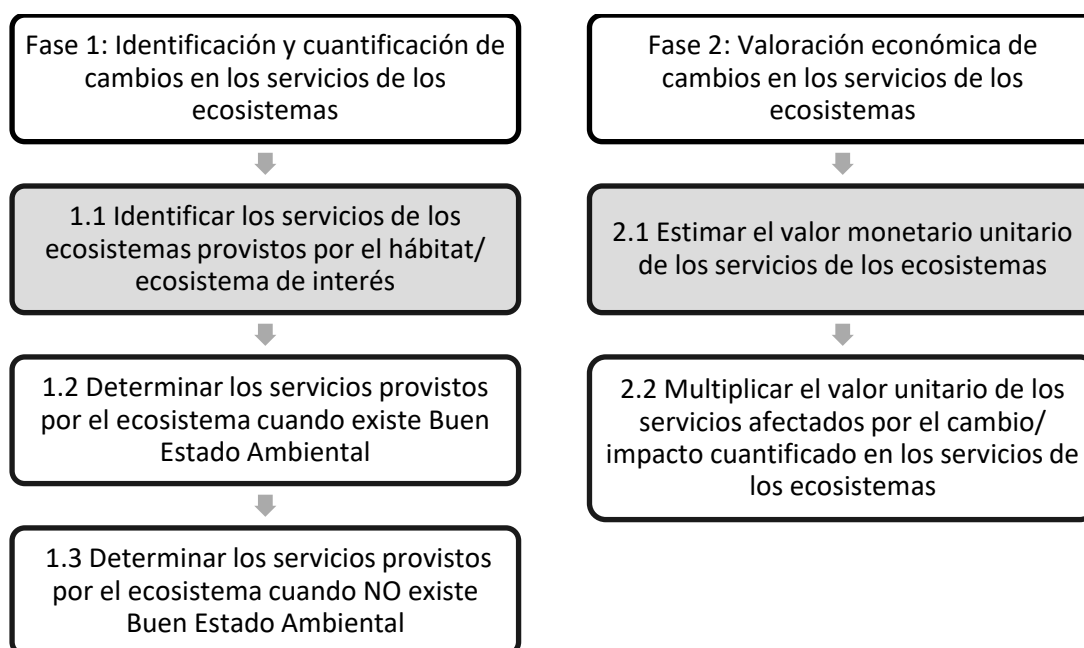 Fase 1: Identificación y cuantificación de
cambios en los servicios de los
ecosistemas
1.1 Identificar los servicios de los
ecosistemas provistos por el hábitat/
ecosistema de interés
1.2 Determinar los servicios provistos
por el ecosistema cuando existe Buen
Estado Ambiental
1.3 Determinar los servicios provistos
por el ecosistema cuando NO existe
Buen Estado Ambiental
Fase 2: Valoración económica de
cambios en los servicios de los
ecosistemas
2.1 Estimar el valor monetario unitario
de los servicios de los ecosistemas
2.2 Multiplicar el valor unitario de los
servicios afectados por el cambio/
impacto cuantificado en los servicios de
los ecosistemas